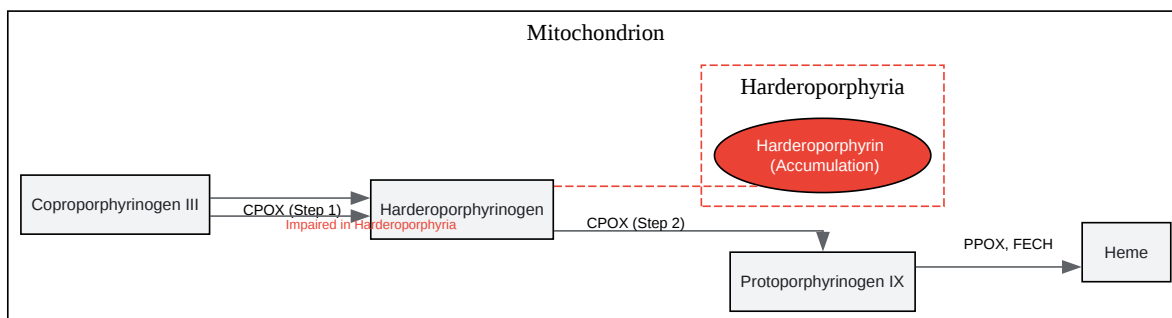 Mitochondrion
Harderoporphyria
Harderoporphyrin
(Accumulation)
Coproporphyrinogen III
CPOX (Step 1)
Impaired in Harderoporphyria
Harderoporphyrinogen
CPOX (Step 2)
Protoporphyrinogen IX
PPOX, FECH
Heme